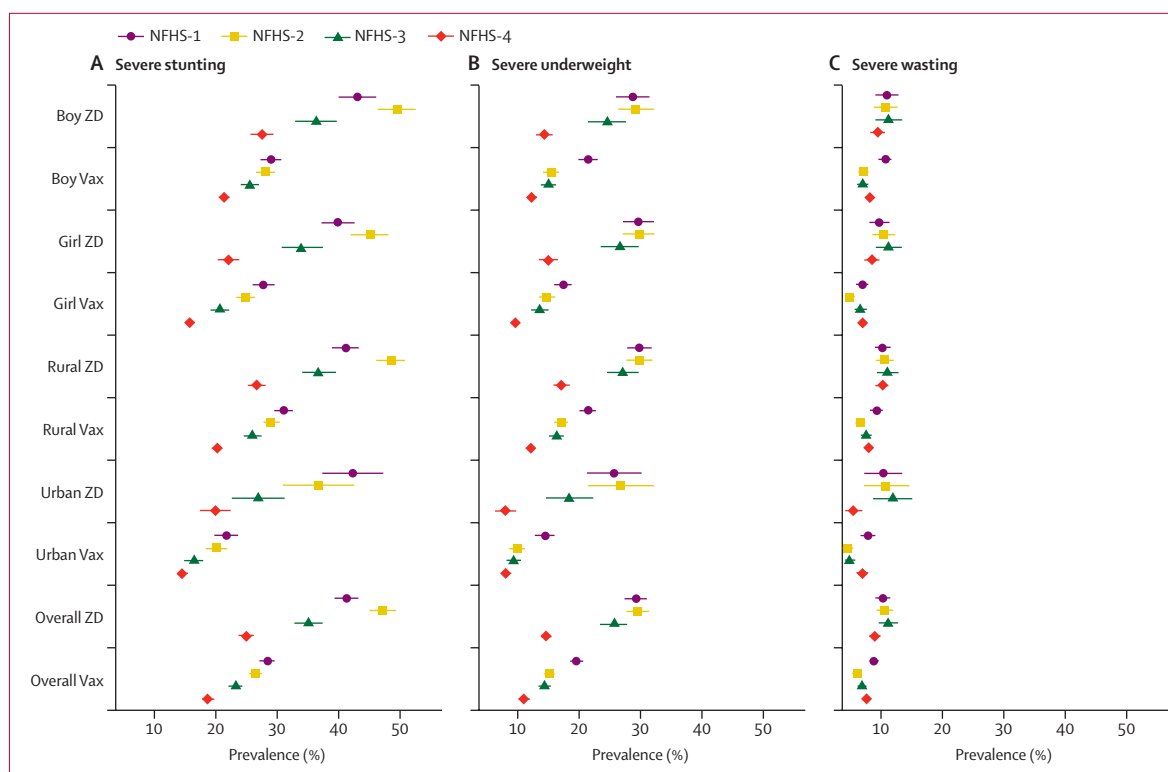 NFHS-1 NFHS-2 NFHS-3 NFHS-4
A Severe stunting B Severe underweight C Severe wasting
Boy ZD
Boy Vax
Girl ZD
Girl Vax
Rural ZD
Rural Vax
Urban ZD
Urban Vax
Overall ZD
Overall Vax
10 20 30 40 50 10 20 30 40 50 10 20 30 40 50
Prevalence (%) Prevalence (%) Prevalence (%)